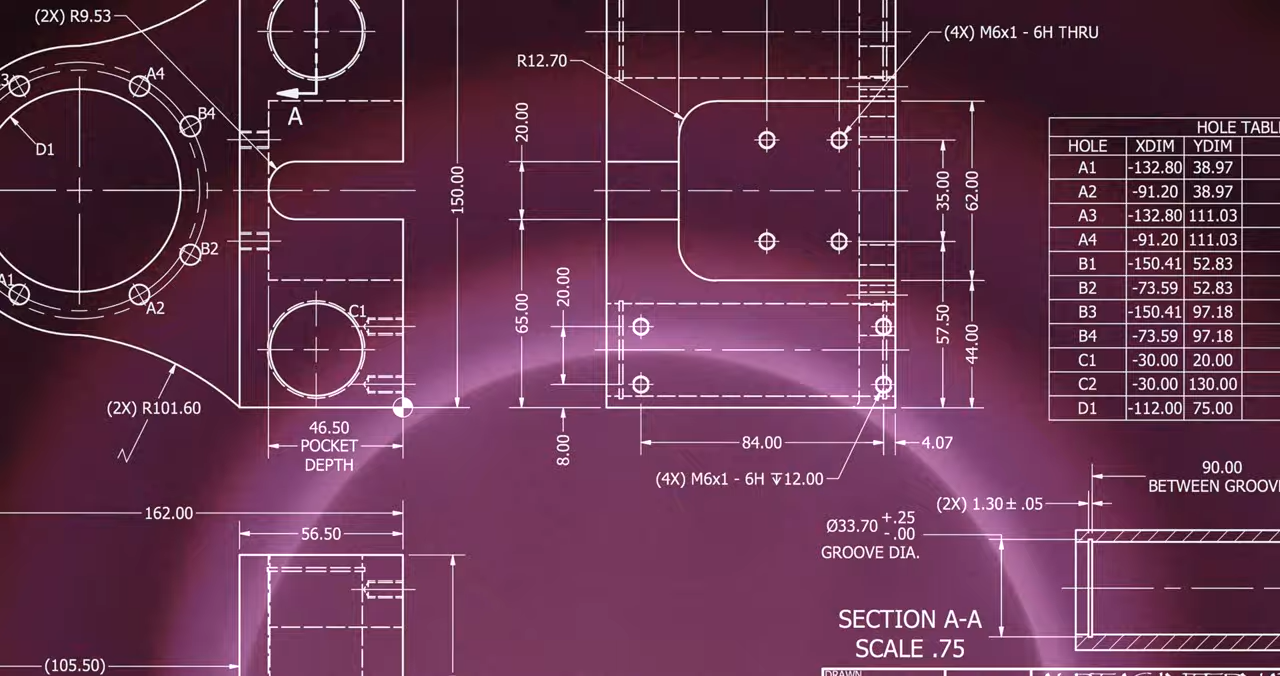 (2X) R9.53
A4
B4
D1
B2
A2
C1
A
(2X) R101.60
46.50
POCKET
DEPTH
150.00
162.00
56.50
(105.50)
R12.70
(4X) M6x1 - 6H THRU
20.00
65.00
20.00
8.00
35.00
62.00
57.50
44.00
84.00
4.07
(4X) M6x1 - 6H ↧12.00
HOLE TABL
HOLE XDIM YDIM
A1 -132.80 38.97
A2 -91.20 38.97
A3 -132.80 111.03
A4 -91.20 111.03
B1 -150.41 52.83
B2 -73.59 52.83
B3 -150.41 97.18
B4 -73.59 97.18
C1 -30.00 20.00
C2 -30.00 130.00
D1 -112.00 75.00
90.00
BETWEEN GROOV
(2X) 1.30 ± .05
Ø33.70 +.25 -.00
GROOVE DIA.
SECTION A-A
SCALE .75
DRAWN